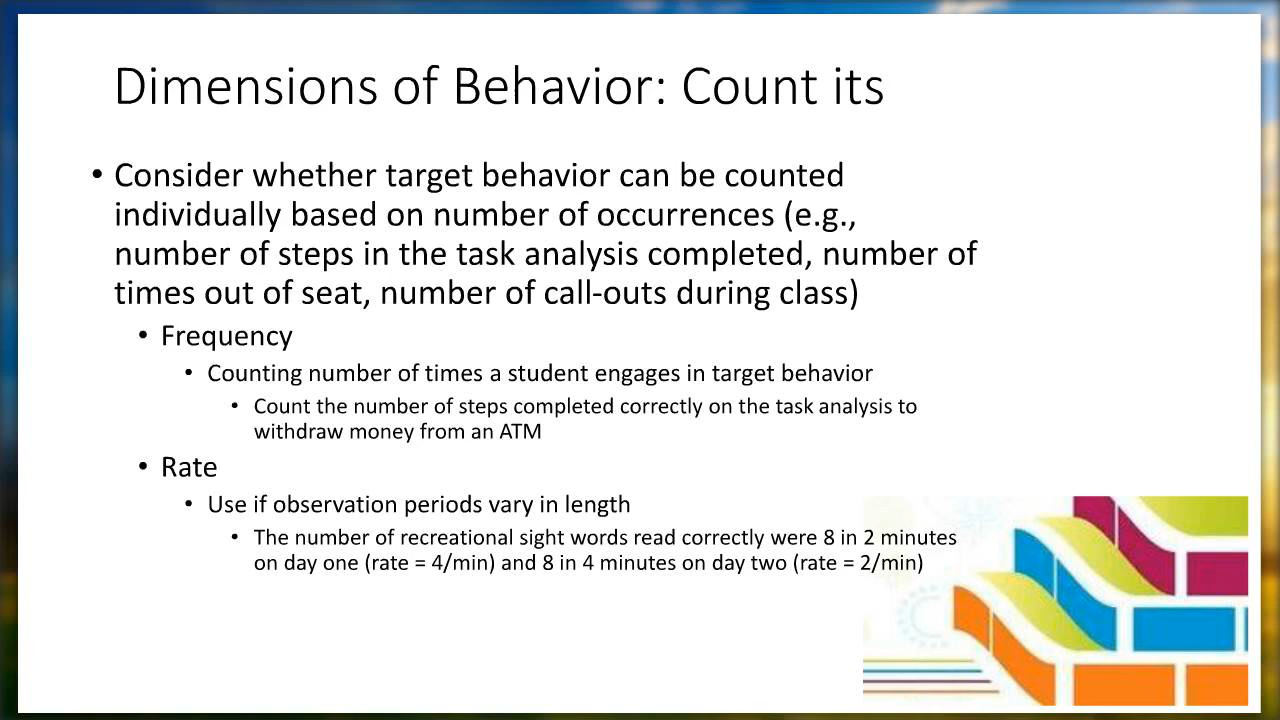 Dimensions of Behavior: Count its
• Consider whether target behavior can be counted
individually based on number of occurrences (e.g.,
number of steps in the task analysis completed, number of
times out of seat, number of call-outs during class)
• Frequency
• Counting number of times a student engages in target behavior
• Count the number of steps completed correctly on the task analysis to
withdraw money from an ATM
• Rate
• Use if observation periods vary in length
• The number of recreational sight words read correctly were 8 in 2 minutes
on day one (rate = 4/min) and 8 in 4 minutes on day two (rate = 2/min)